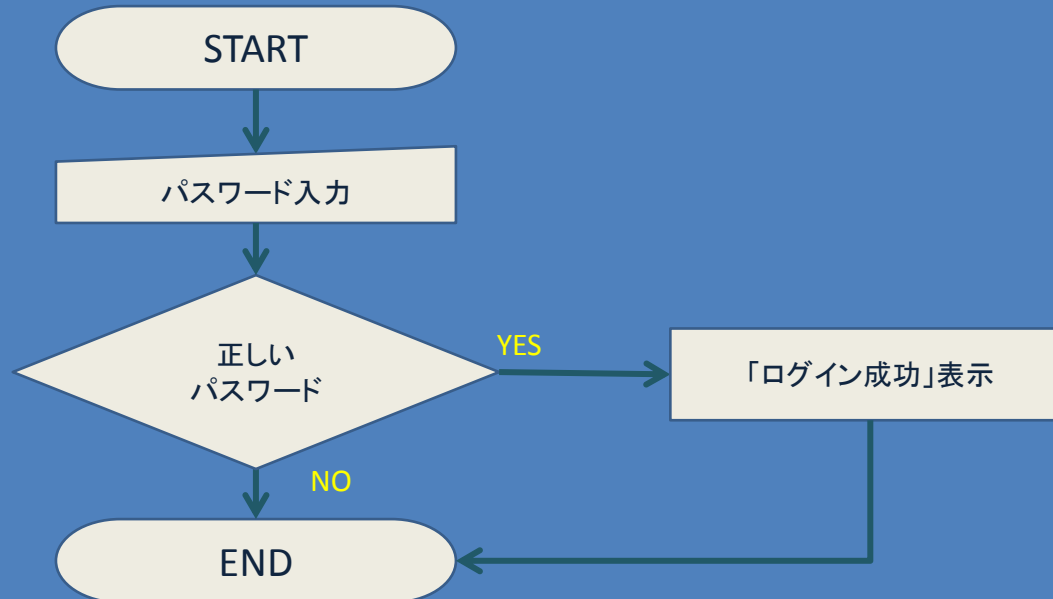 START
パスワード入力
正しい
パスワード
YES
「ログイン成功」表示
NO
END